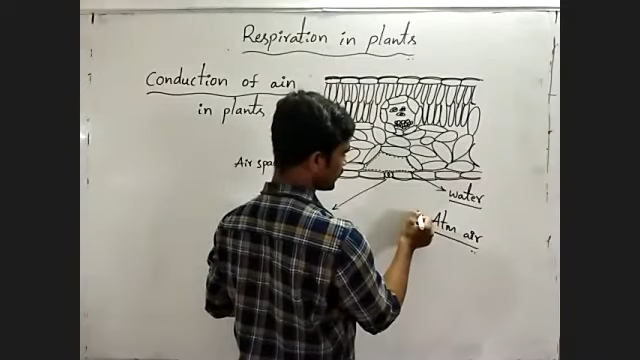 Respiration in plants
Conduction of air
in plants
Air spa
water
Atm air